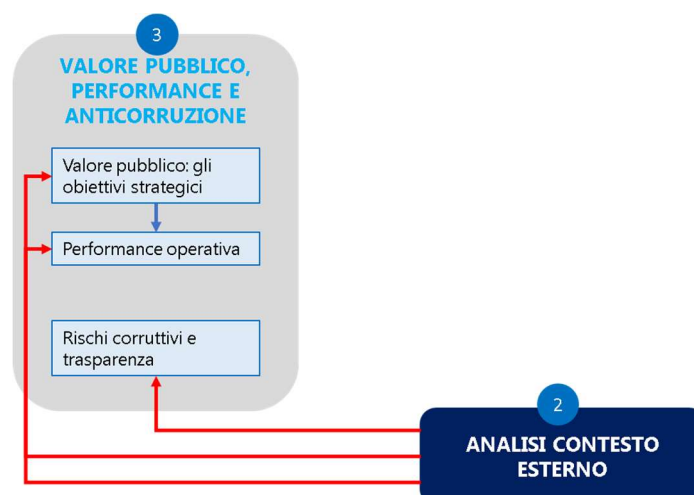 3
VALORE PUBBLICO,
PERFORMANCE E
ANTICORRUZIONE
Valore pubblico: gli
obiettivi strategici
Performance operativa
Rischi corruttivi e
trasparenza
2
ANALISI CONTESTO
ESTERNO